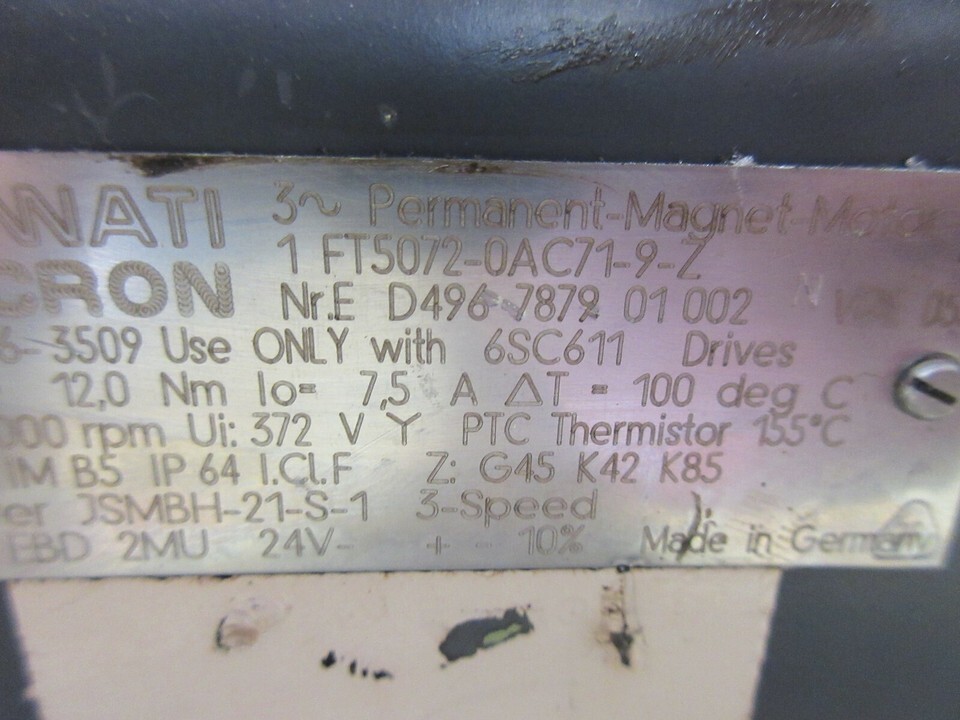 NNATI
3~ Permanent-Magnet-Motor
CRON
1 FT5072-0AC71-9-Z
Nr.E D496 7879 01 002
6-3509 Use ONLY with 6SC611 Drives
12,0 Nm Io= 7,5 A ΔT = 100 deg C
000 rpm Ui: 372 V Y PTC Thermistor 155°C
IM B5 IP 64 I.Cl.F Z: G45 K42 K85
er JSMBH-21-S-1 3-Speed
EBD 2MU 24V- + - 10% Made in Germany